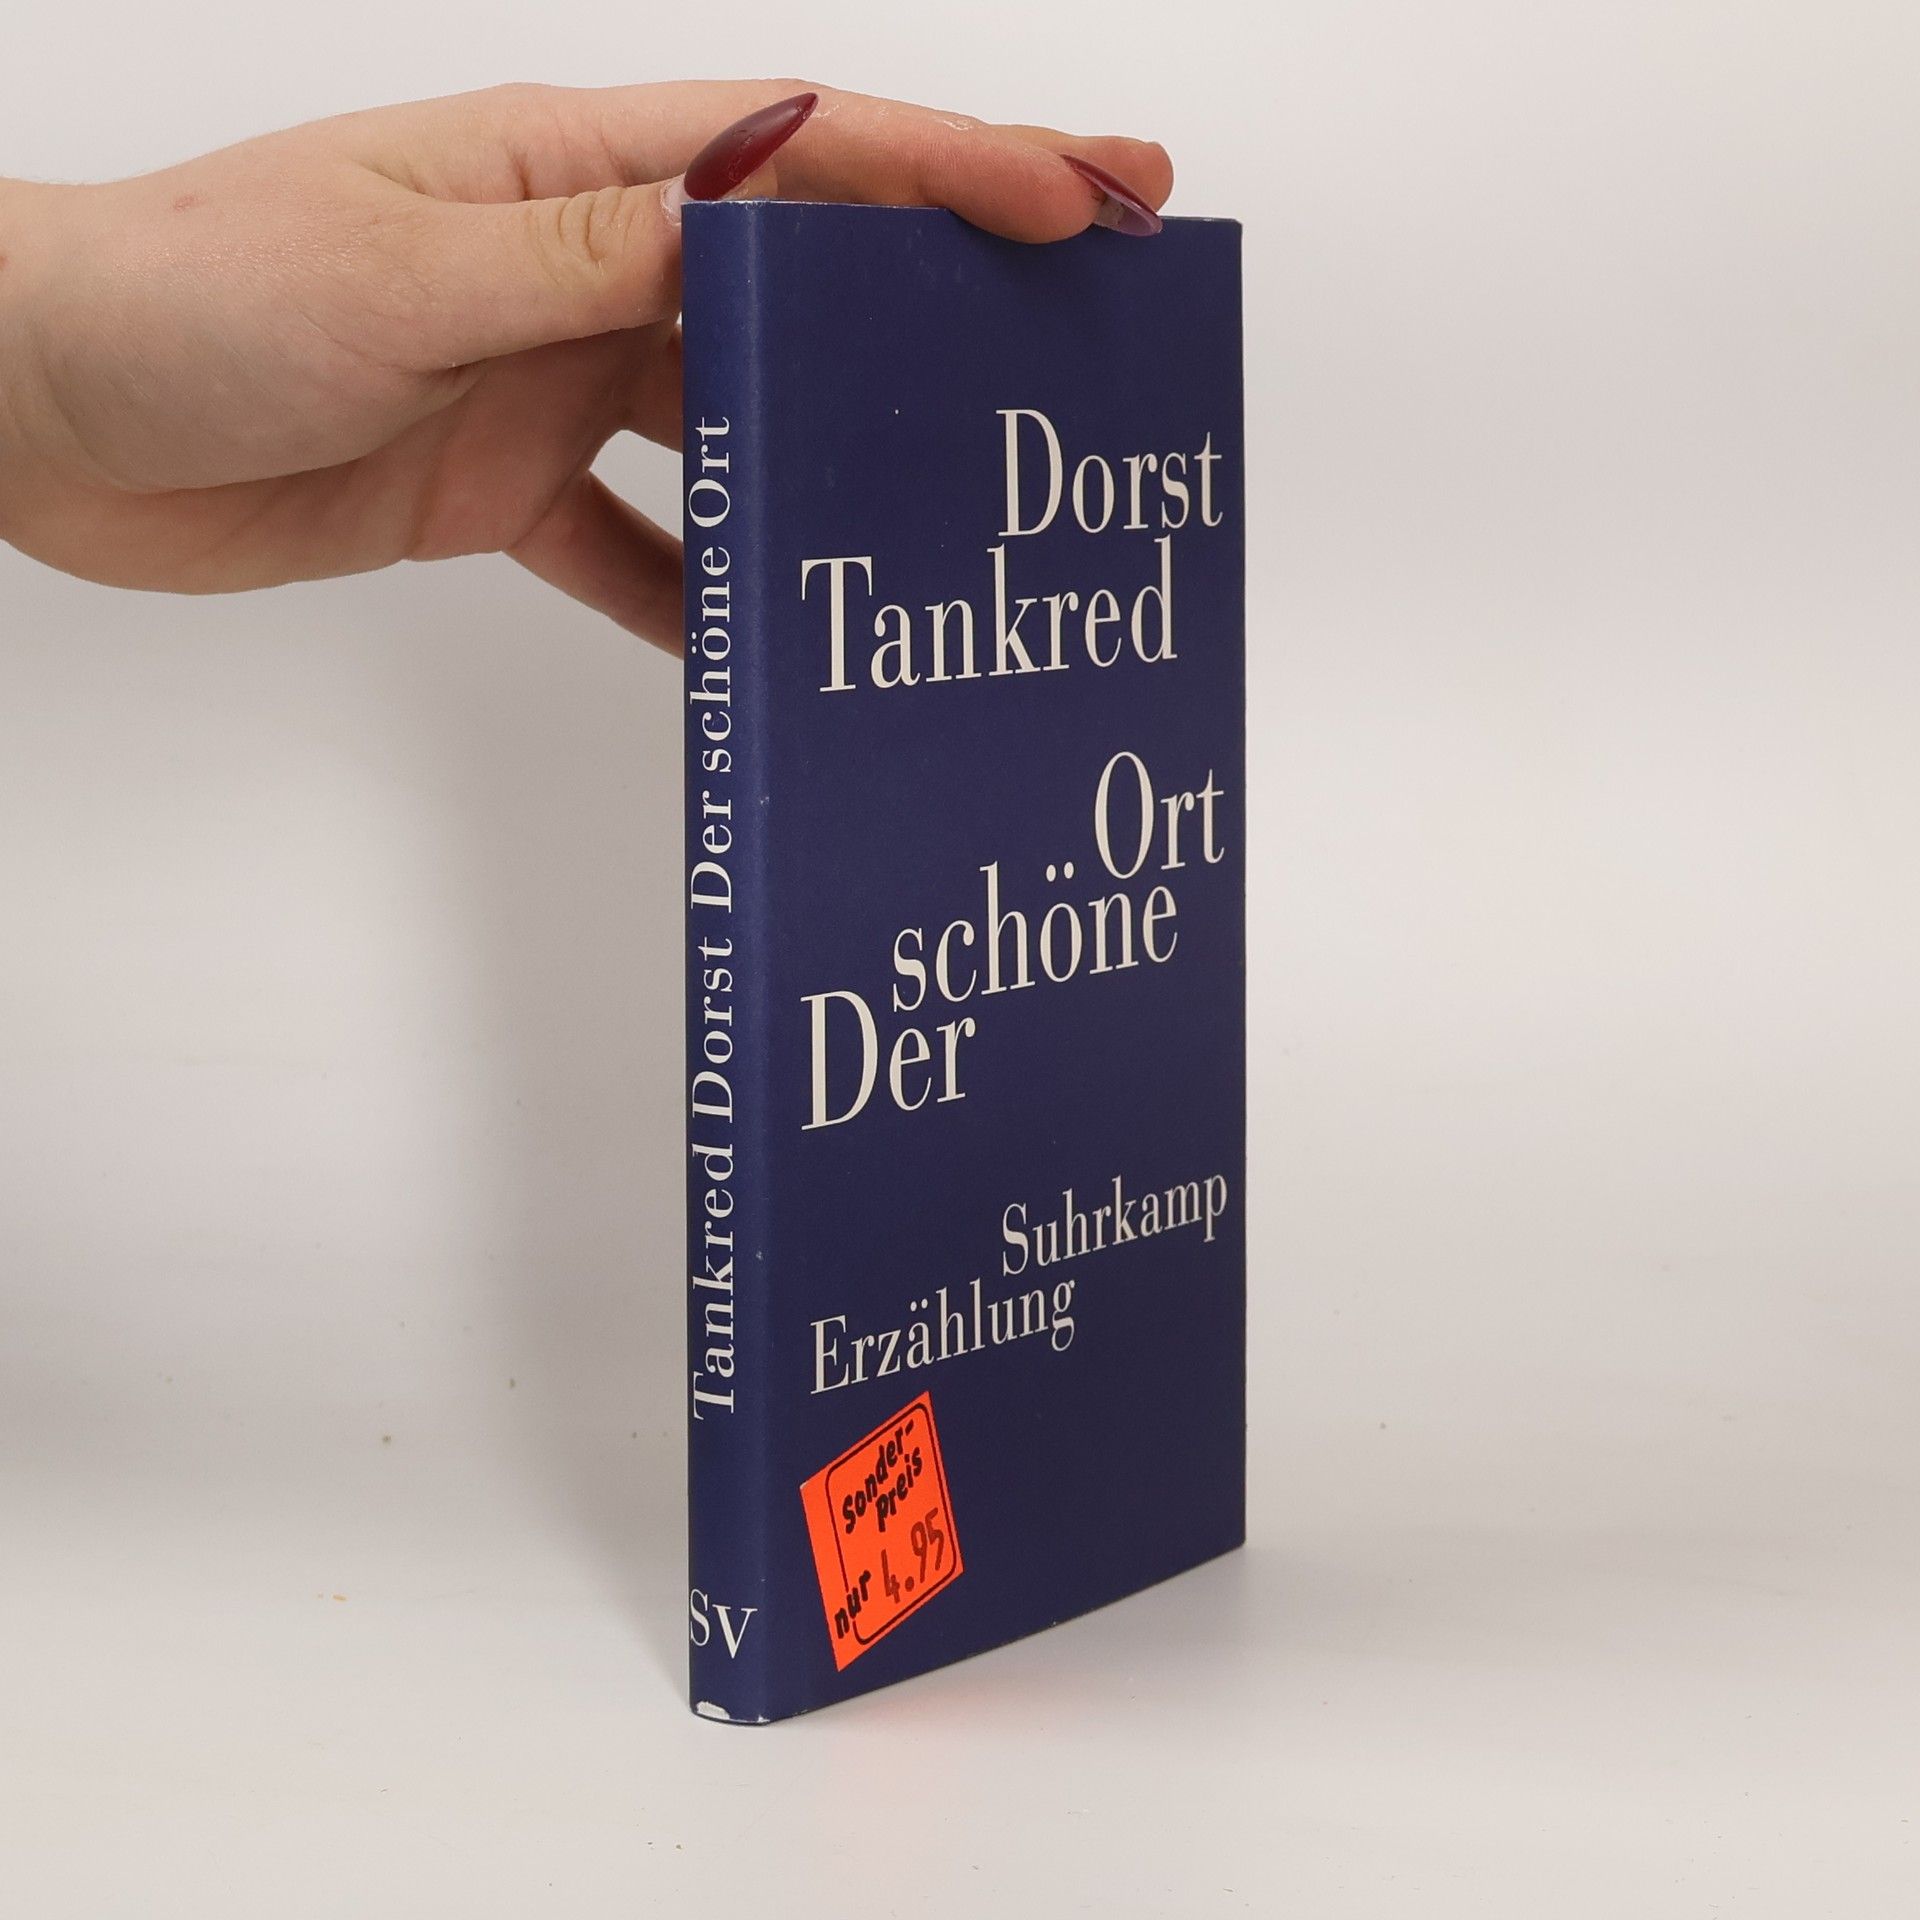 Tankred Dorst Der schöne Ort
SV
Dorst
Tankred
Ort
schöne
Der
Suhrkamp
Erzählung
Sonder-
preis
nur 4.95